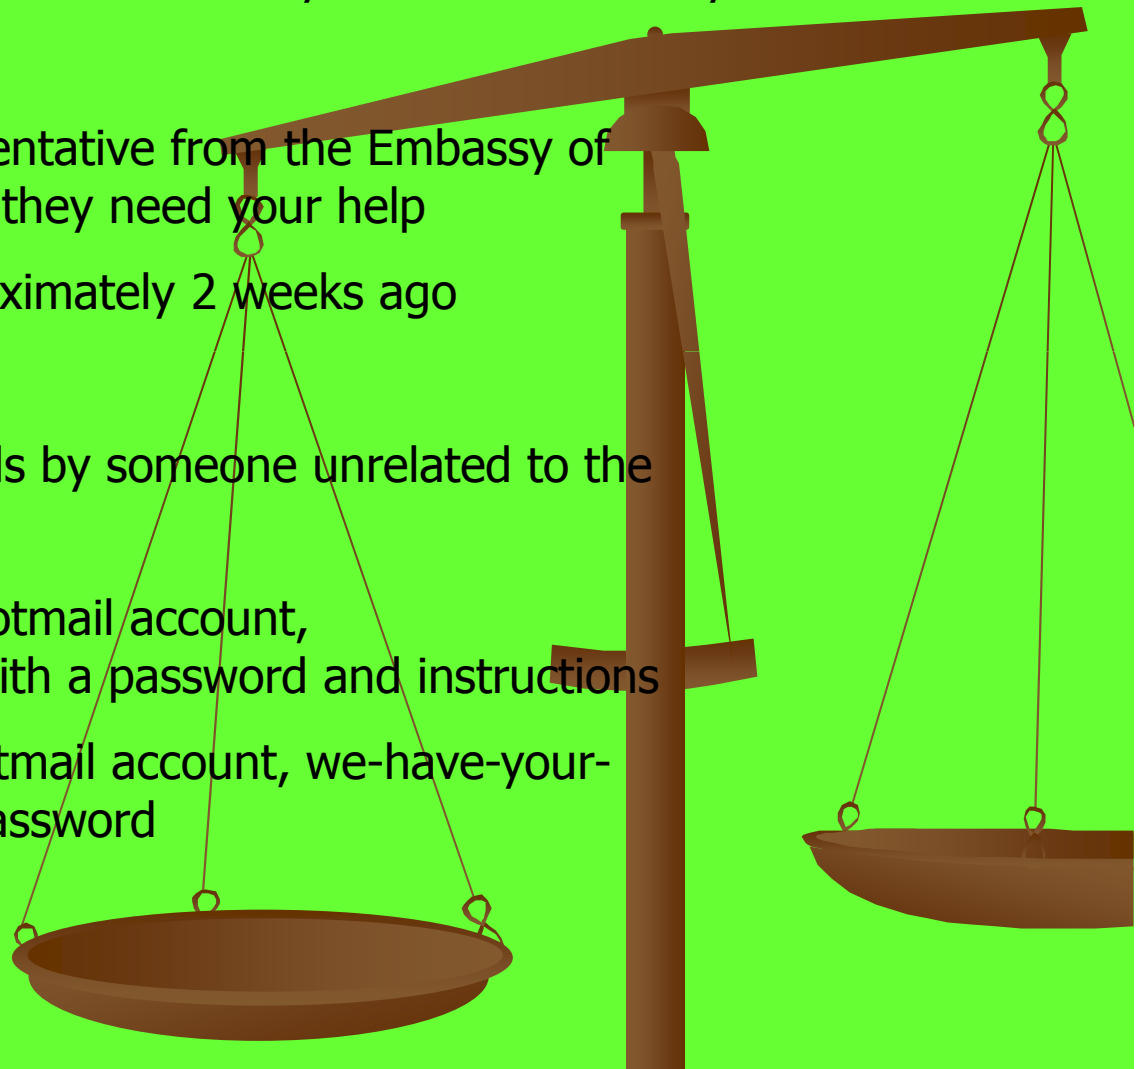 entative from the Embassy of
they need your help
ximately 2 weeks ago
ls by someone unrelated to the
otmail account,
ith a password and instructions
tmail account, we-have-your-
assword